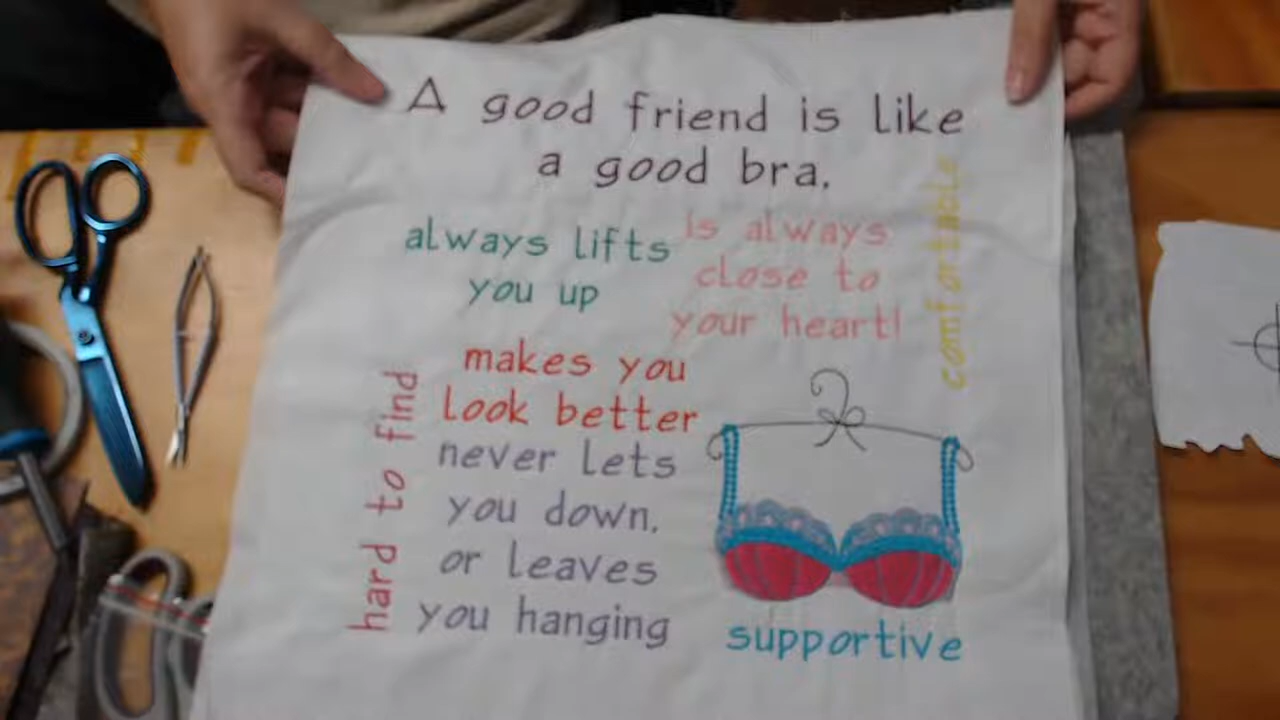 A good friend is like
a good bra.
always lifts
you up
is always
close to
your heart!
comfortable
makes you
look better
hard to find
never lets
you down,
or leaves
you hanging
supportive